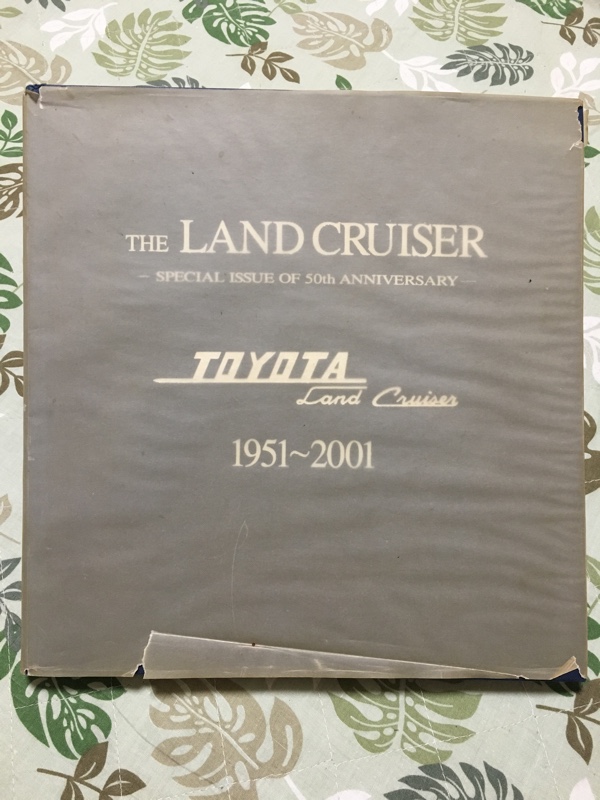 THE LAND CRUISER
— SPECIAL ISSUE OF 50th ANNIVERSARY —
TOYOTA
Land Cruiser
1951~2001